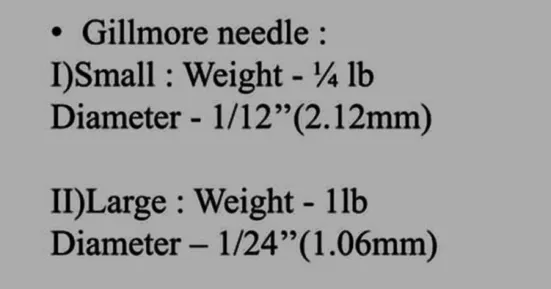 • Gillmore needle :
I)Small : Weight - ¼ lb
Diameter - 1/12”(2.12mm)
II)Large : Weight - 1lb
Diameter – 1/24”(1.06mm)